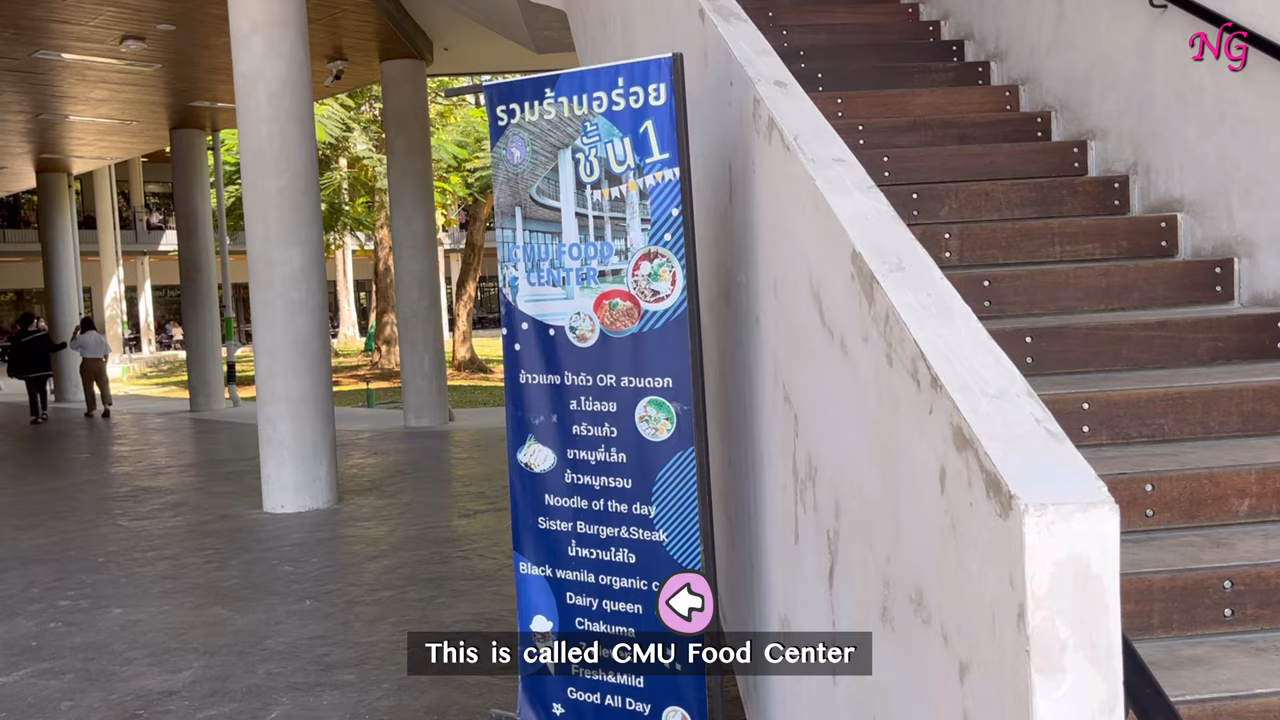 NG
รวมร้านอร่อย
ชั้น 1
CMU FOOD
CENTER
ข้าวแกง ป้าดัว OR สวนดอก
ส.ไข่ลอย
ครัวแก้ว
ขาหมูพี่เล็ก
ข้าวหมูกรอบ
Noodle of the day
Sister Burger&Steak
น้ำหวานใส่ใจ
Black wanila organic
Dairy queen
Chakuma
This is called CMU Food Center
Fresh&Mild
Good All Day